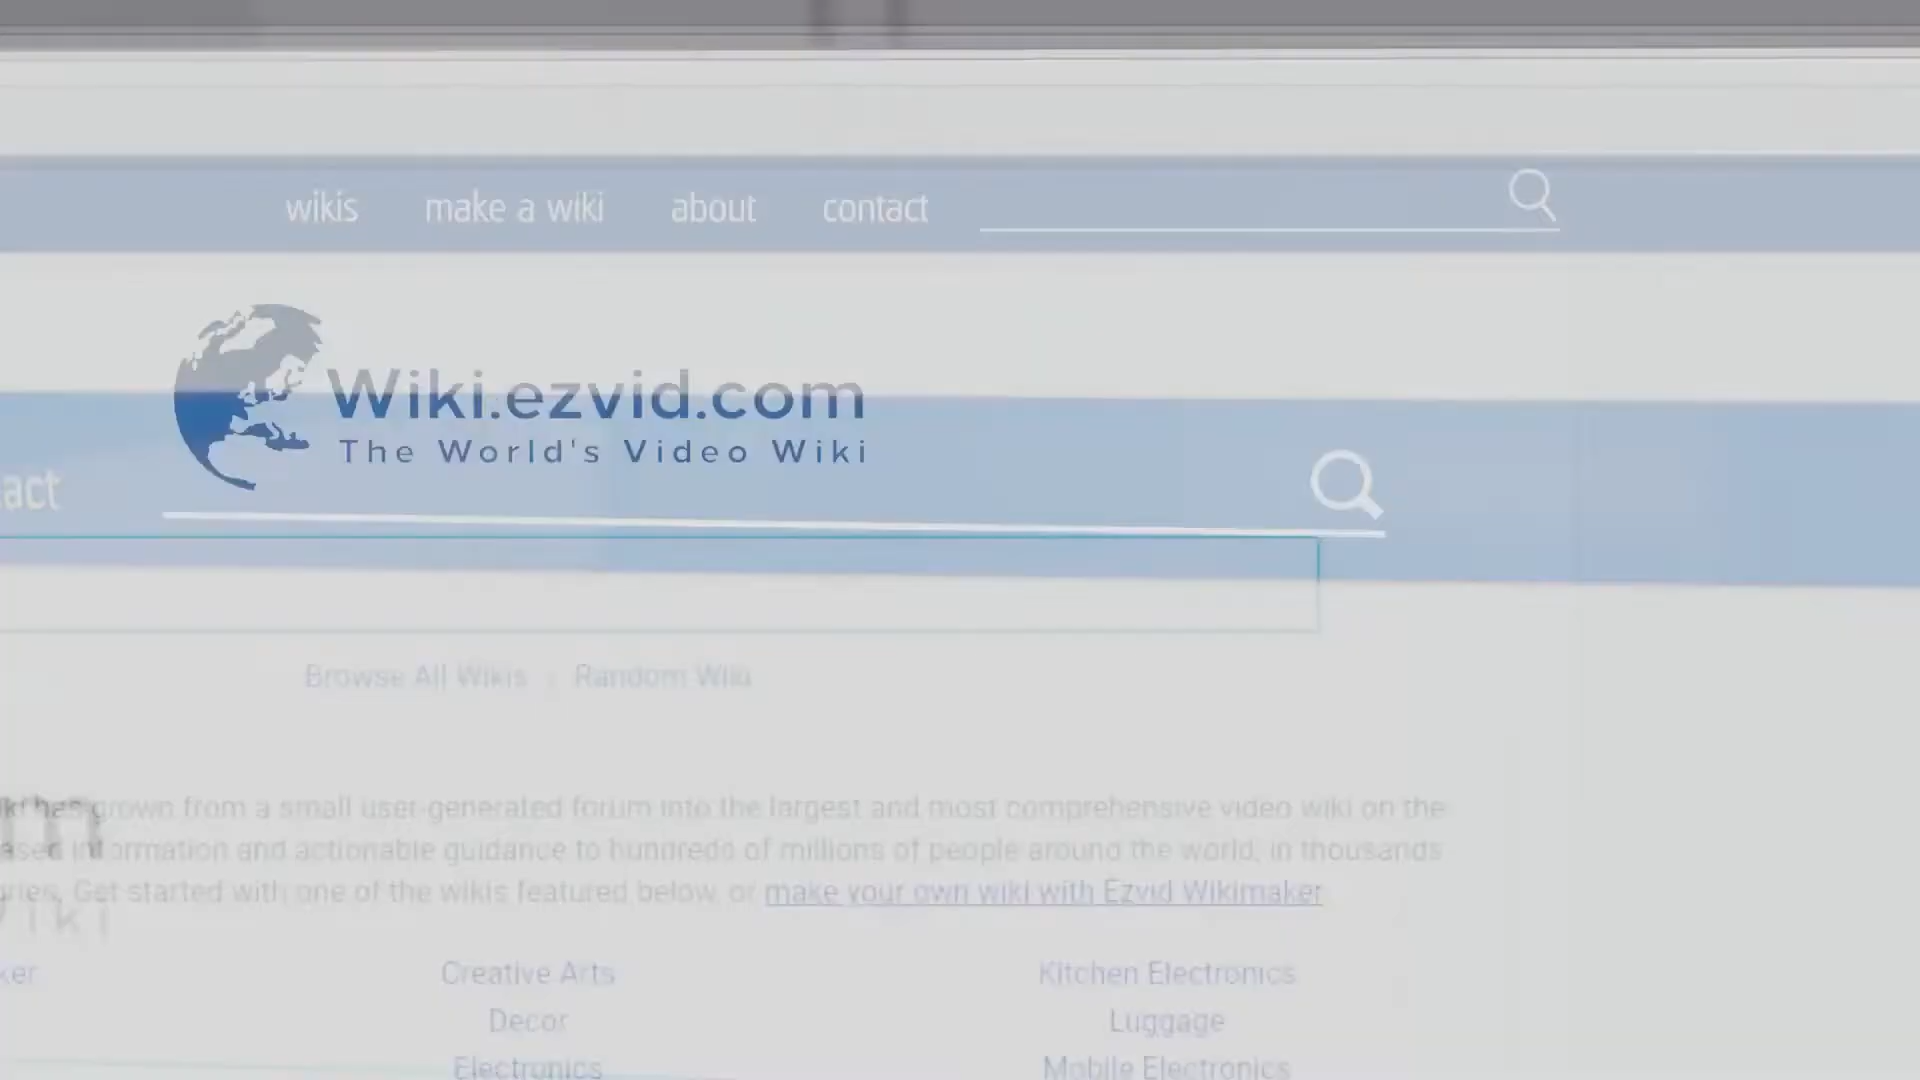 wikis make a wiki about contact
Wiki.ezvid.com
The World's Video Wiki
act
Browse All Wikis Random Wiki
has grown from a small user-generated forum into the largest and most comprehensive video wiki on the
information and actionable guidance to hundreds of millions of people around the world, in thousands
Get started with one of the wikis featured below, or make your own wiki with Ezvid Wikimaker
Creative Arts Kitchen Electronics
Decor Luggage
Electronics Mobile Electronics